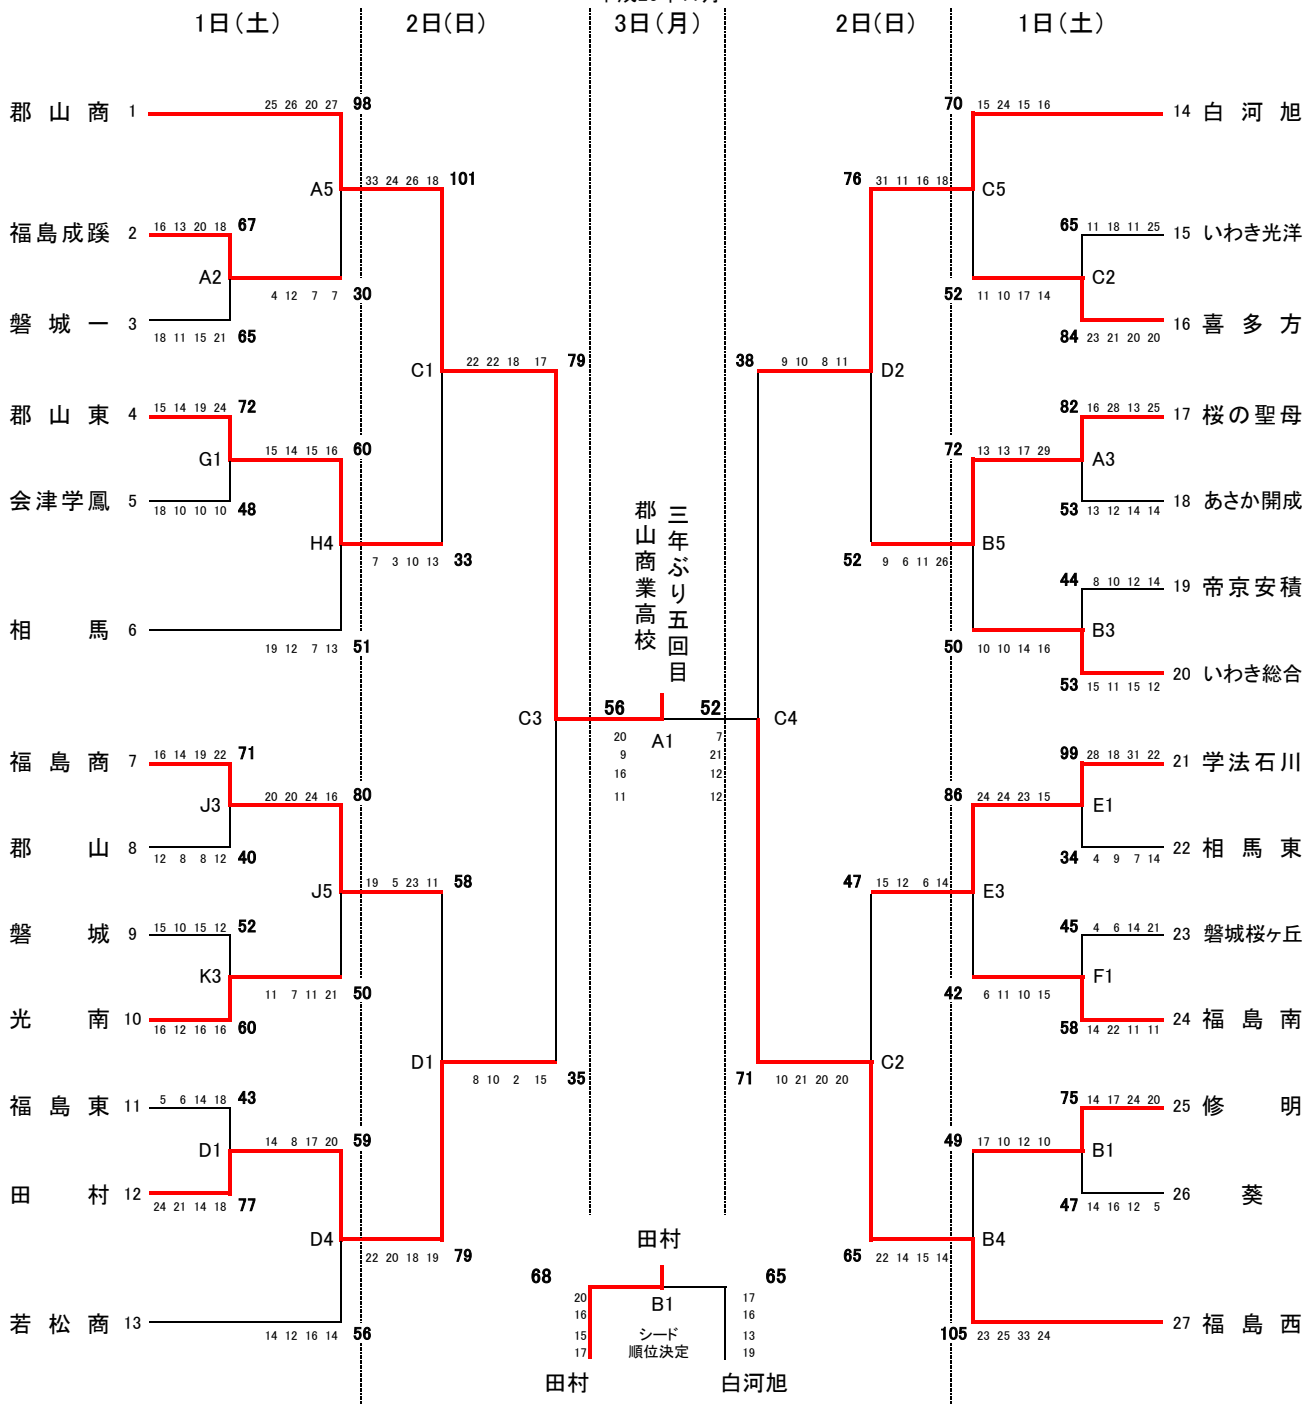 1日(土) 2日(日) 3日(月) 2日(日) 1日(土)
郡山商 1 25 26 20 27 98 70 15 24 15 16 14 白河旭
A5 33 24 26 18 101 76 31 11 16 18 C5
福島成蹊 2 16 13 20 18 67 65 11 18 11 25 15 いわき光洋
A2 C2
4 12 7 7 30 52 11 10 17 14
磐城一 3 18 11 15 21 65 84 23 21 20 20 16 喜多方
C1 22 22 18 17 79 38 9 10 8 11 D2
郡山東 4 15 14 19 24 72 82 16 28 13 25 17 桜の聖母
G1 15 14 15 16 60 72 13 13 17 29 A3
会津学鳳 5 18 10 10 10 48 53 13 12 14 14 18 あさか開成
H4 B5
7 3 10 13 33 52 9 6 11 26
44 8 10 12 14 19 帝京安積
相馬 6 B3
19 12 7 13 51 50 10 10 14 16
53 15 11 15 12 20 いわき総合
三年ぶり五回目
郡山商業高校
C3 56 52 C4
A1
20 7
9 21
16 12
11 12
福島商 7 16 14 19 22 71 99 28 18 31 22 21 学法石川
J3 20 20 24 16 80 86 24 24 23 15 E1
郡山 8 12 8 8 12 40 34 4 9 7 14 22 相馬東
J5 19 5 23 11 58 47 15 12 6 14 E3
磐城 9 15 10 15 12 52 45 4 6 14 21 23 磐城桜ヶ丘
K3 F1
11 7 11 21 50 42 6 11 10 15
光南 10 16 12 16 16 60 58 14 22 11 11 24 福島南
D1 C2
8 10 2 15 35 71 10 21 20 20
福島東 11 5 6 14 18 43 75 14 17 24 20 25 修明
D1 14 8 17 20 59 49 17 10 12 10 B1
田村 12 24 21 14 18 77 47 14 16 12 5 26 葵
D4 B4
22 20 18 19 79 65 22 14 15 14
田村
68 65
B1
20 17
16 16
15 シード 13
17 順位決定 19
若松商 13 14 12 16 14 56 105 23 25 33 24 27 福島西
田村 白河旭